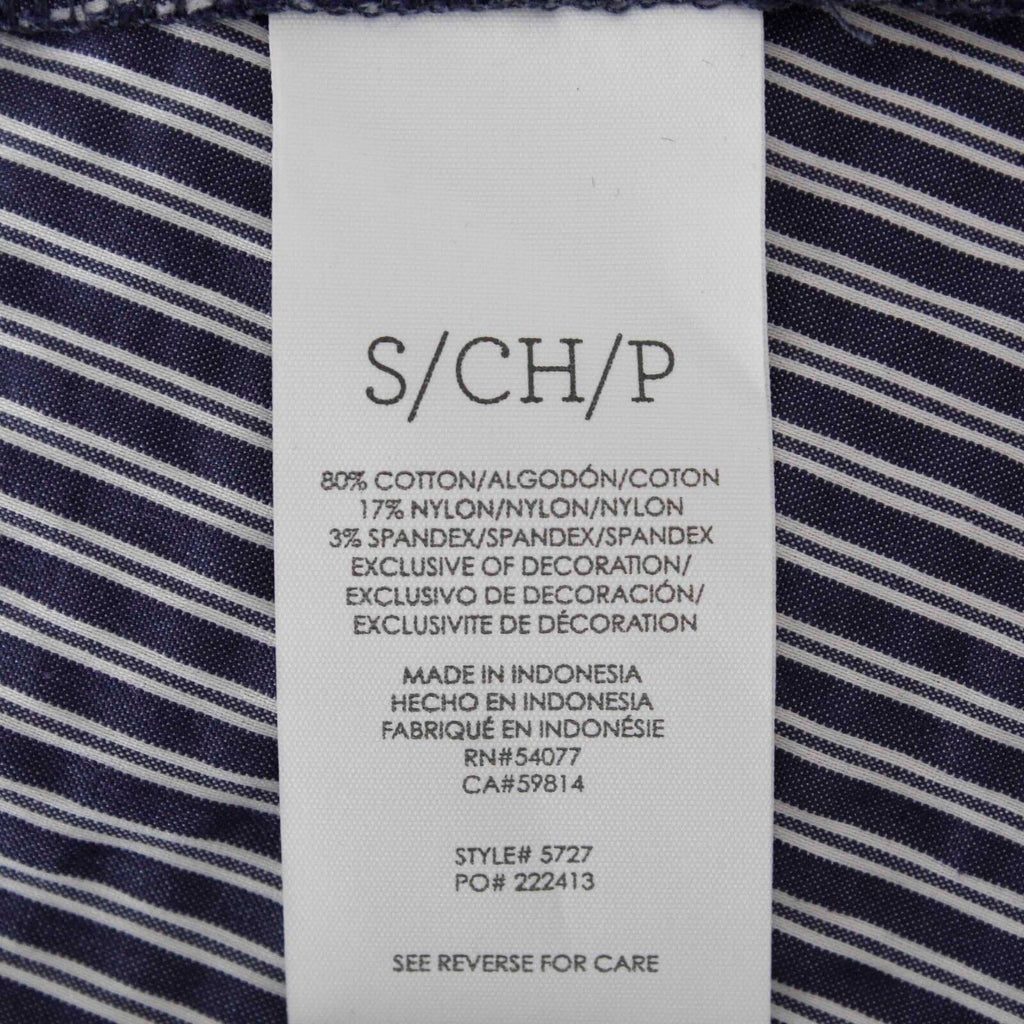 S/CH/P
80% COTTON/ALGODÓN/COTON
17% NYLON/NYLON/NYLON
3% SPANDEX/SPANDEX/SPANDEX
EXCLUSIVE OF DECORATION/
EXCLUSIVO DE DECORACIÓN/
EXCLUSIVITE DE DÉCORATION
MADE IN INDONESIA
HECHO EN INDONESIA
FABRIQUÉ EN INDONÉSIE
RN#54077
CA#59814
STYLE# 5727
PO# 222413
SEE REVERSE FOR CARE